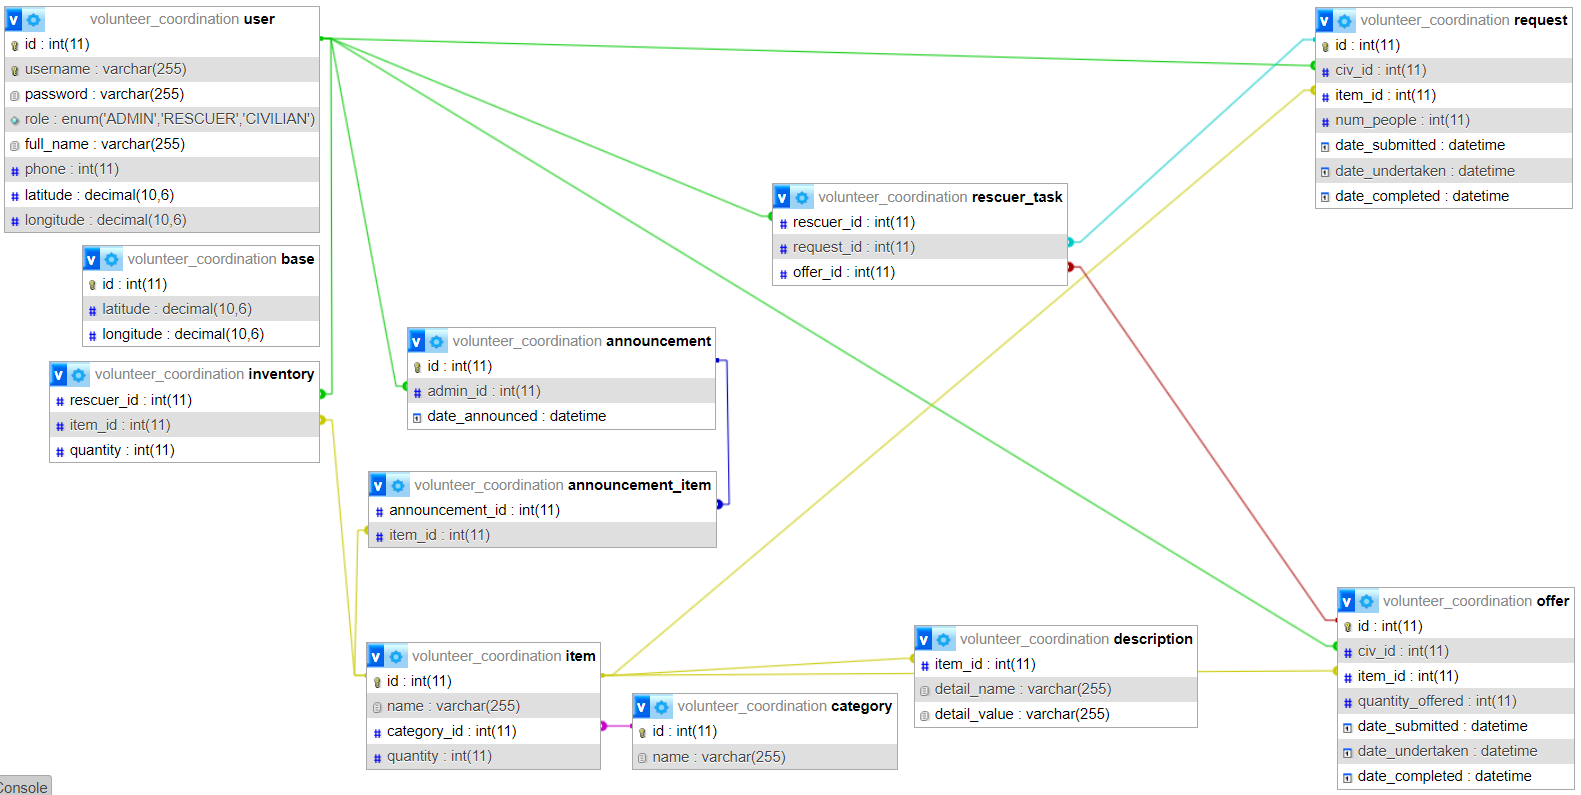 volunteer_coordination user
id : int(11)
username : varchar(255)
password : varchar(255)
role : enum('ADMIN','RESCUER','CIVILIAN')
full_name : varchar(255)
phone : int(11)
latitude : decimal(10,6)
longitude : decimal(10,6)
volunteer_coordination base
id : int(11)
latitude : decimal(10,6)
longitude : decimal(10,6)
volunteer_coordination inventory
rescuer_id : int(11)
item_id : int(11)
quantity : int(11)
volunteer_coordination announcement
id : int(11)
admin_id : int(11)
date_announced : datetime
volunteer_coordination announcement_item
announcement_id : int(11)
item_id : int(11)
volunteer_coordination item
id : int(11)
name : varchar(255)
category_id : int(11)
quantity : int(11)
volunteer_coordination category
id : int(11)
name : varchar(255)
volunteer_coordination rescuer_task
rescuer_id : int(11)
request_id : int(11)
offer_id : int(11)
volunteer_coordination description
item_id : int(11)
detail_name : varchar(255)
detail_value : varchar(255)
volunteer_coordination request
id : int(11)
civ_id : int(11)
item_id : int(11)
num_people : int(11)
date_submitted : datetime
date_undertaken : datetime
date_completed : datetime
volunteer_coordination offer
id : int(11)
civ_id : int(11)
item_id : int(11)
quantity_offered : int(11)
date_submitted : datetime
date_undertaken : datetime
date_completed : datetime
Console